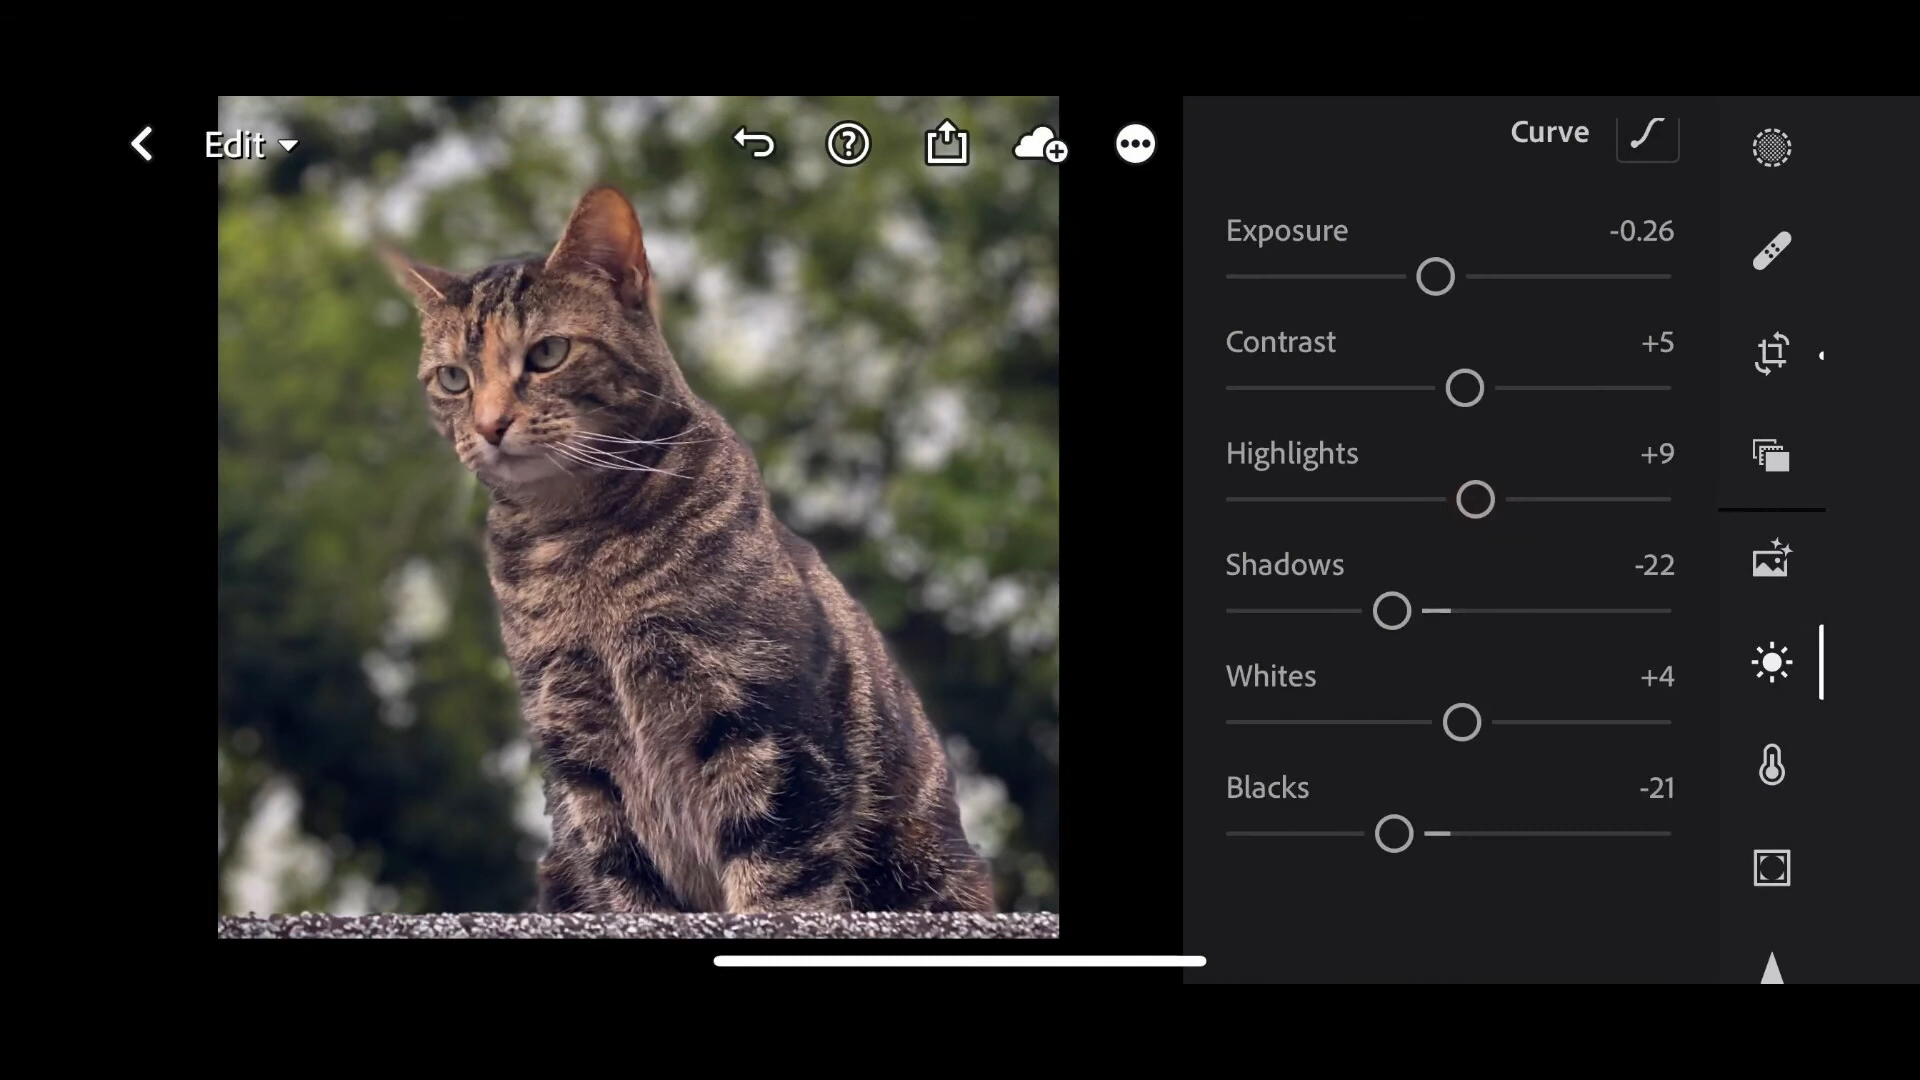 Edit
Curve
Exposure -0.26
Contrast +5
Highlights +9
Shadows -22
Whites +4
Blacks -21